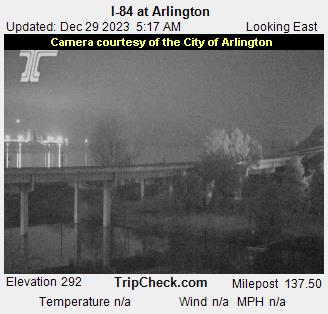 I-84 at Arlington
Updated: Dec 29 2023 5:17 AM Looking East
Camera courtesy of the City of Arlington
Elevation 292 TripCheck.com Milepost 137.50
Temperature n/a Wind n/a MPH n/a